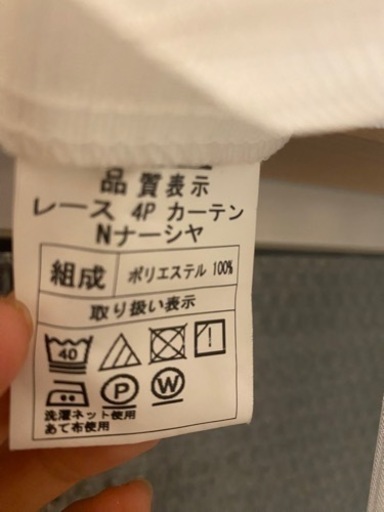 品質表示
レース 4P カーテン
Nナーシヤ
組成 ポリエステル 100%
取り扱い表示
40
P W
洗濯ネット使用
あて布使用